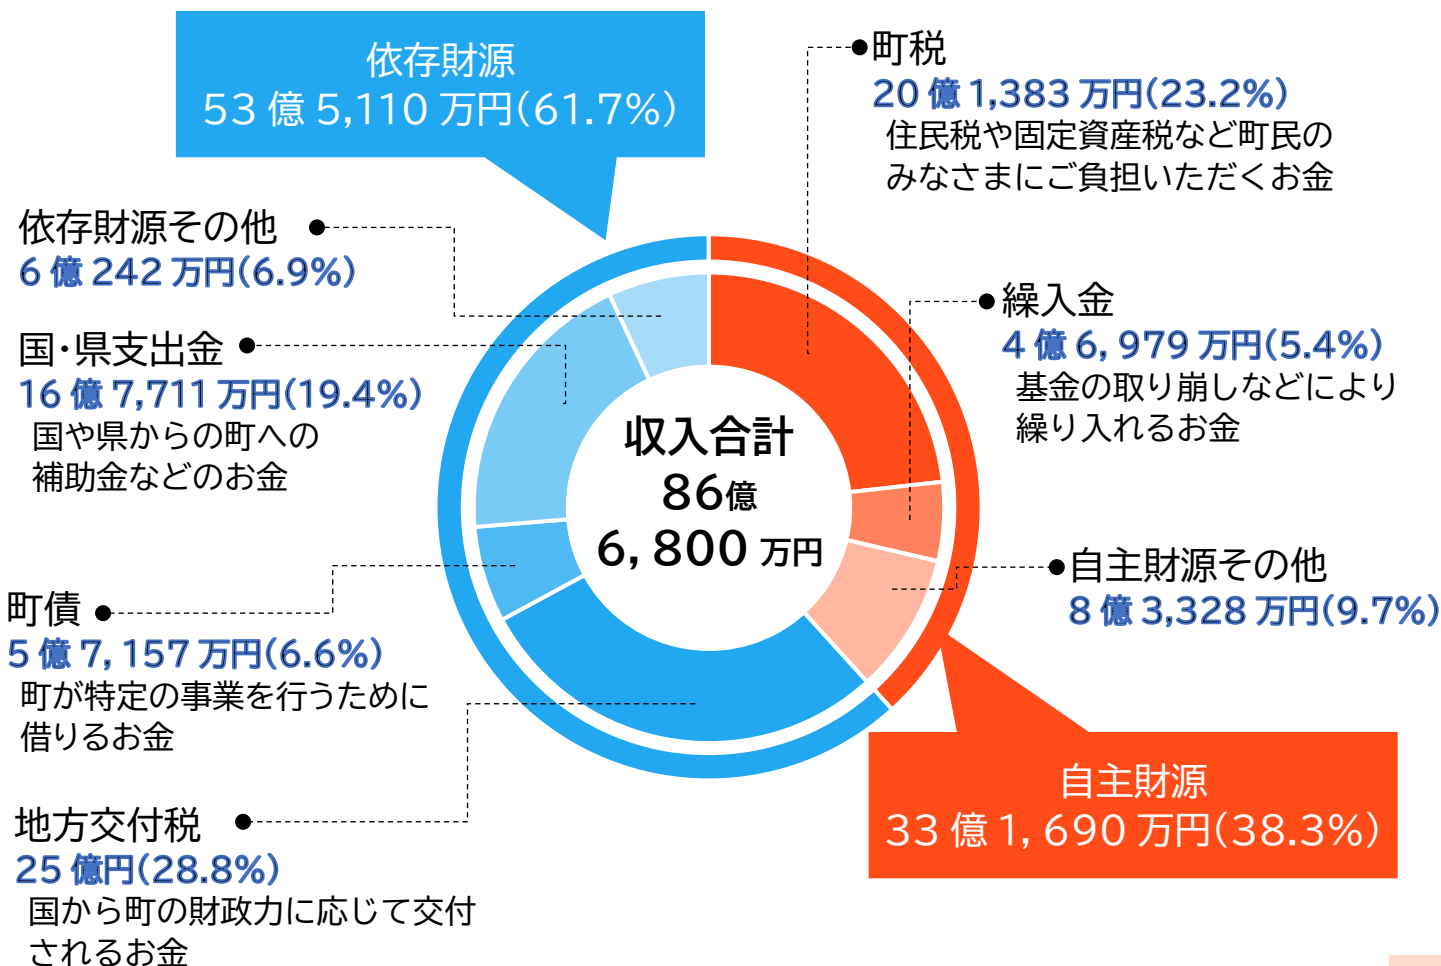 依存財源
53億5,110万円(61.7%)
町税
20億1,383万円(23.2%)
住民税や固定資産税など町民の
みなさまにご負担いただくお金
依存財源その他
6億242万円(6.9%)
繰入金
4億6,979万円(5.4%)
基金の取り崩しなどにより
繰り入れるお金
国・県支出金
16億7,711万円(19.4%)
国や県からの町への
補助金などのお金
収入合計
86億
6,800万円
自主財源その他
8億3,328万円(9.7%)
町債
5億7,157万円(6.6%)
町が特定の事業を行うために
借りるお金
自主財源
33億1,690万円(38.3%)
地方交付税
25億円(28.8%)
国から町の財政力に応じて交付
されるお金